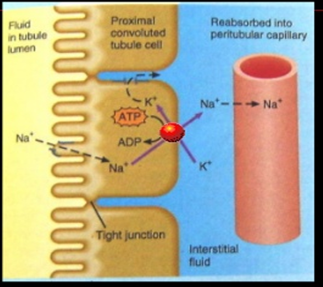 Fluid
in tubule
lumen
Proximal
convoluted
tubule cell
Reabsorbed into
peritubular capillary
K⁺
ATP
ADP
Na⁺
Na⁺
Na⁺
Na⁺
K⁺
Tight junction
Interstitial
fluid